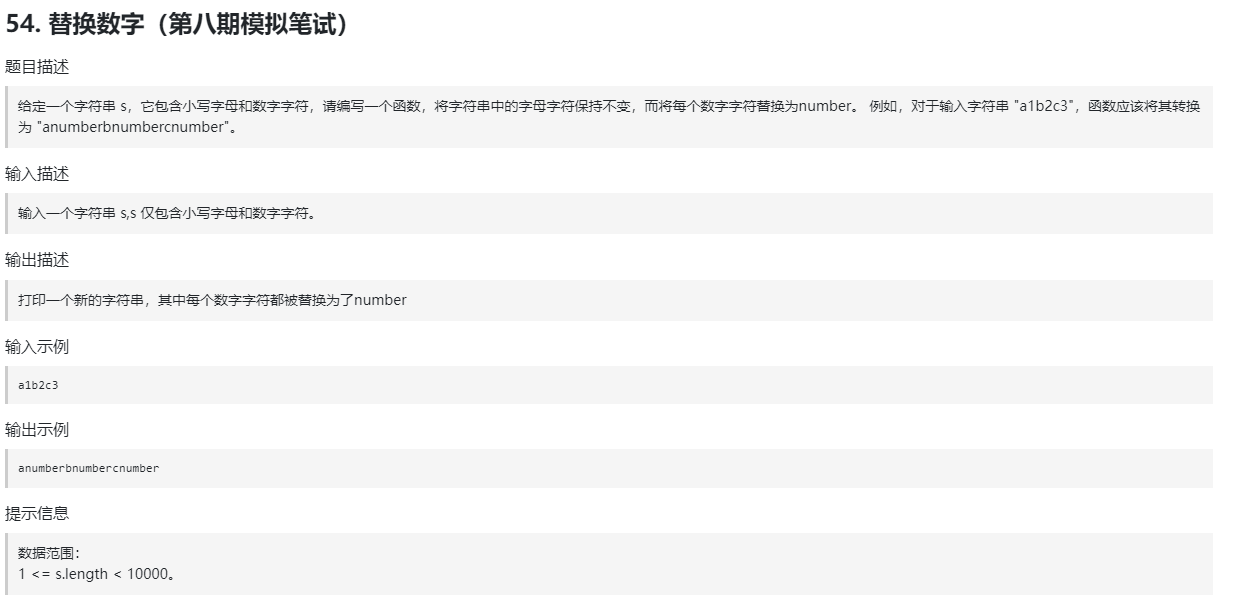 54. 替换数字（第八期模拟笔试）
题目描述
给定一个字符串 s，它包含小写字母和数字字符，请编写一个函数，将字符串中的字母字符保持不变，而将每个数字字符替换为number。 例如，对于输入字符串 "a1b2c3"，函数应该将其转换
为 "anumberbnumbercnumber"。
输入描述
输入一个字符串 s,s 仅包含小写字母和数字字符。
输出描述
打印一个新的字符串，其中每个数字字符都被替换为了number
输入示例
a1b2c3
输出示例
anumberbnumbercnumber
提示信息
数据范围：
1 <= s.length < 10000。